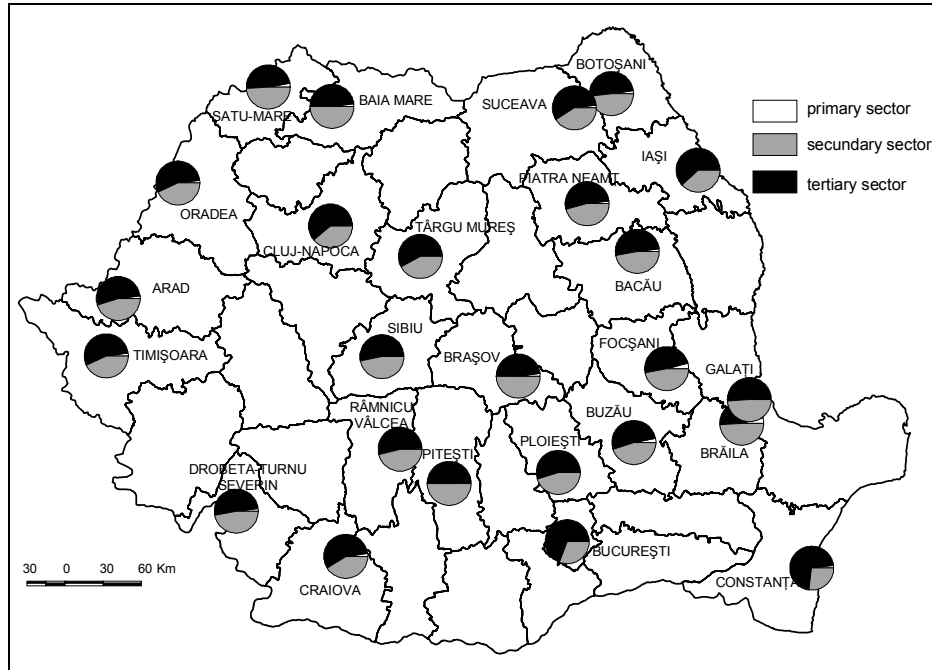 BOTOŞANI
BAIA MARE
SUCEAVA
SATU-MARE
primary sector
secundary sector
tertiary sector
IAŞI
PIATRA NEAMT
ORADEA
TÂRGU MUREŞ
CLUJ-NAPOCA
ARAD
BACĂU
SIBIU
BRAŞOV
FOCŞANI
TIMIŞOARA
GALAŢI
RÂMNICU
VÂLCEA
BUZĂU
PLOIEŞTI
PITEŞTI
BRĂILA
DROBETA-TURNU
SEVERIN
BUCUREŞTI
CONSTANŢA
CRAIOVA
30 0 30 60 Km